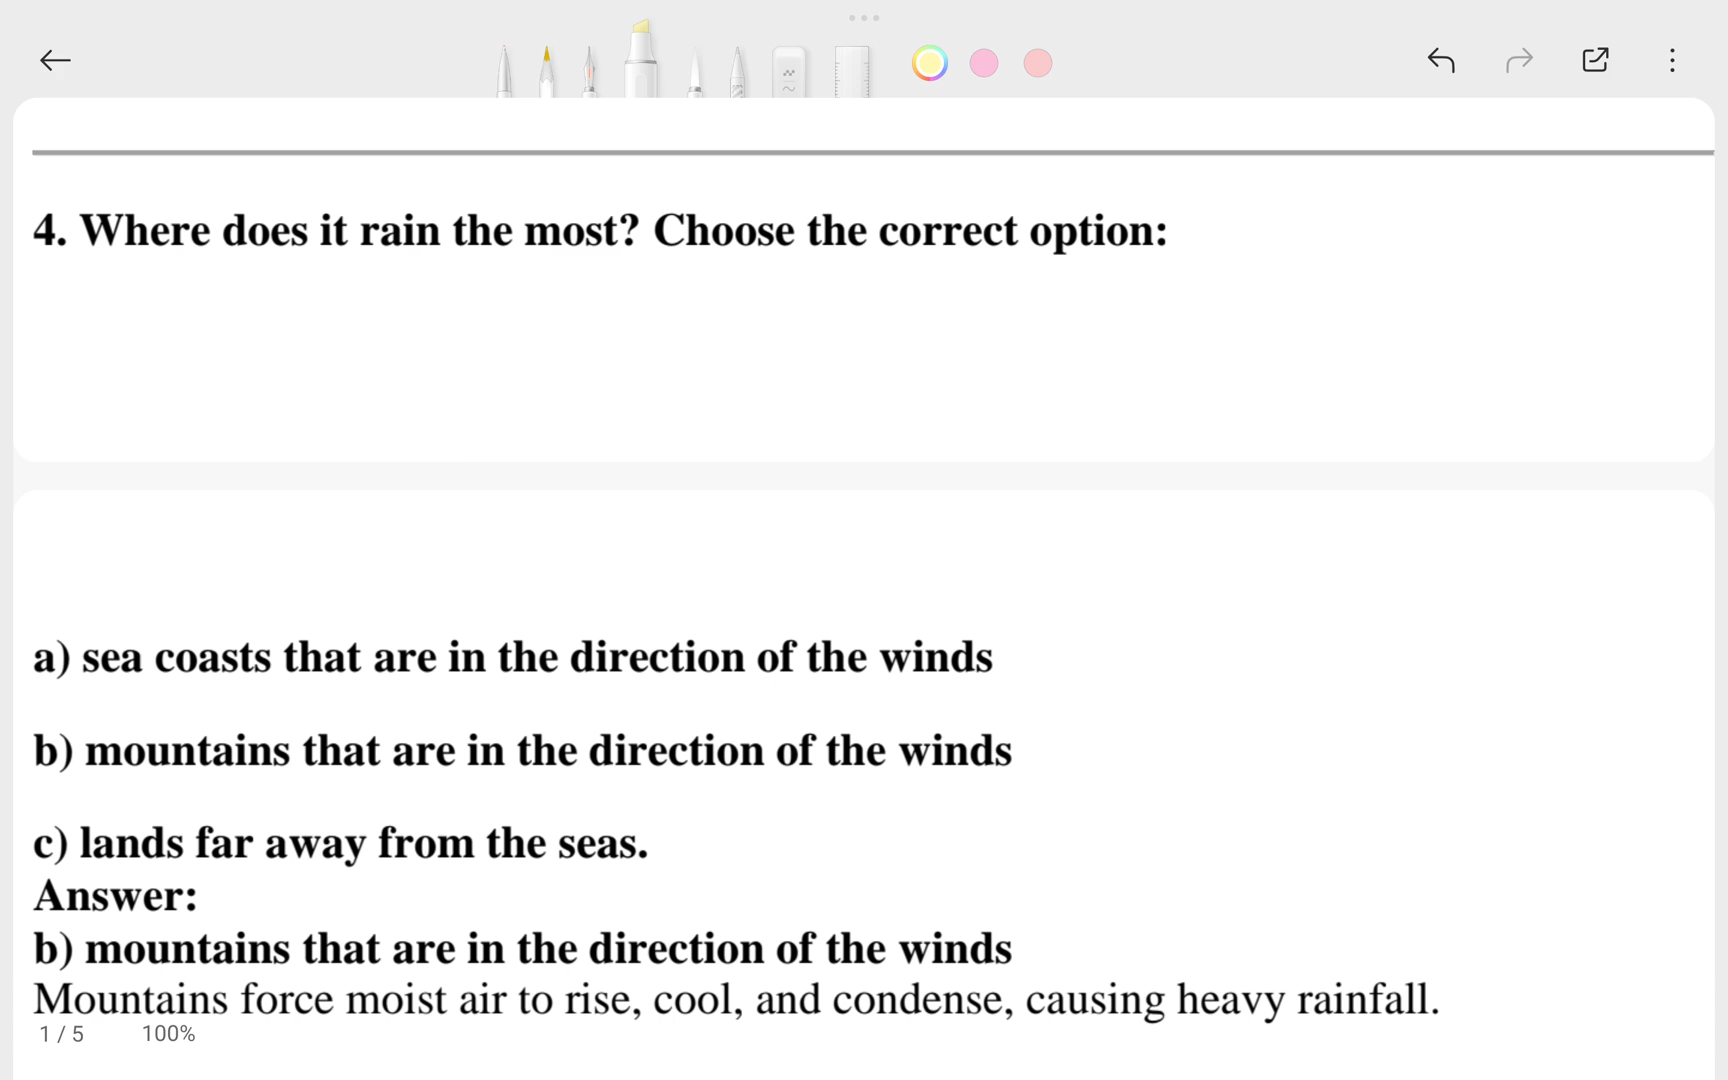 4. Where does it rain the most? Choose the correct option:
a) sea coasts that are in the direction of the winds
b) mountains that are in the direction of the winds
c) lands far away from the seas.
Answer:
b) mountains that are in the direction of the winds
Mountains force moist air to rise, cool, and condense, causing heavy rainfall.
1 / 5 100%